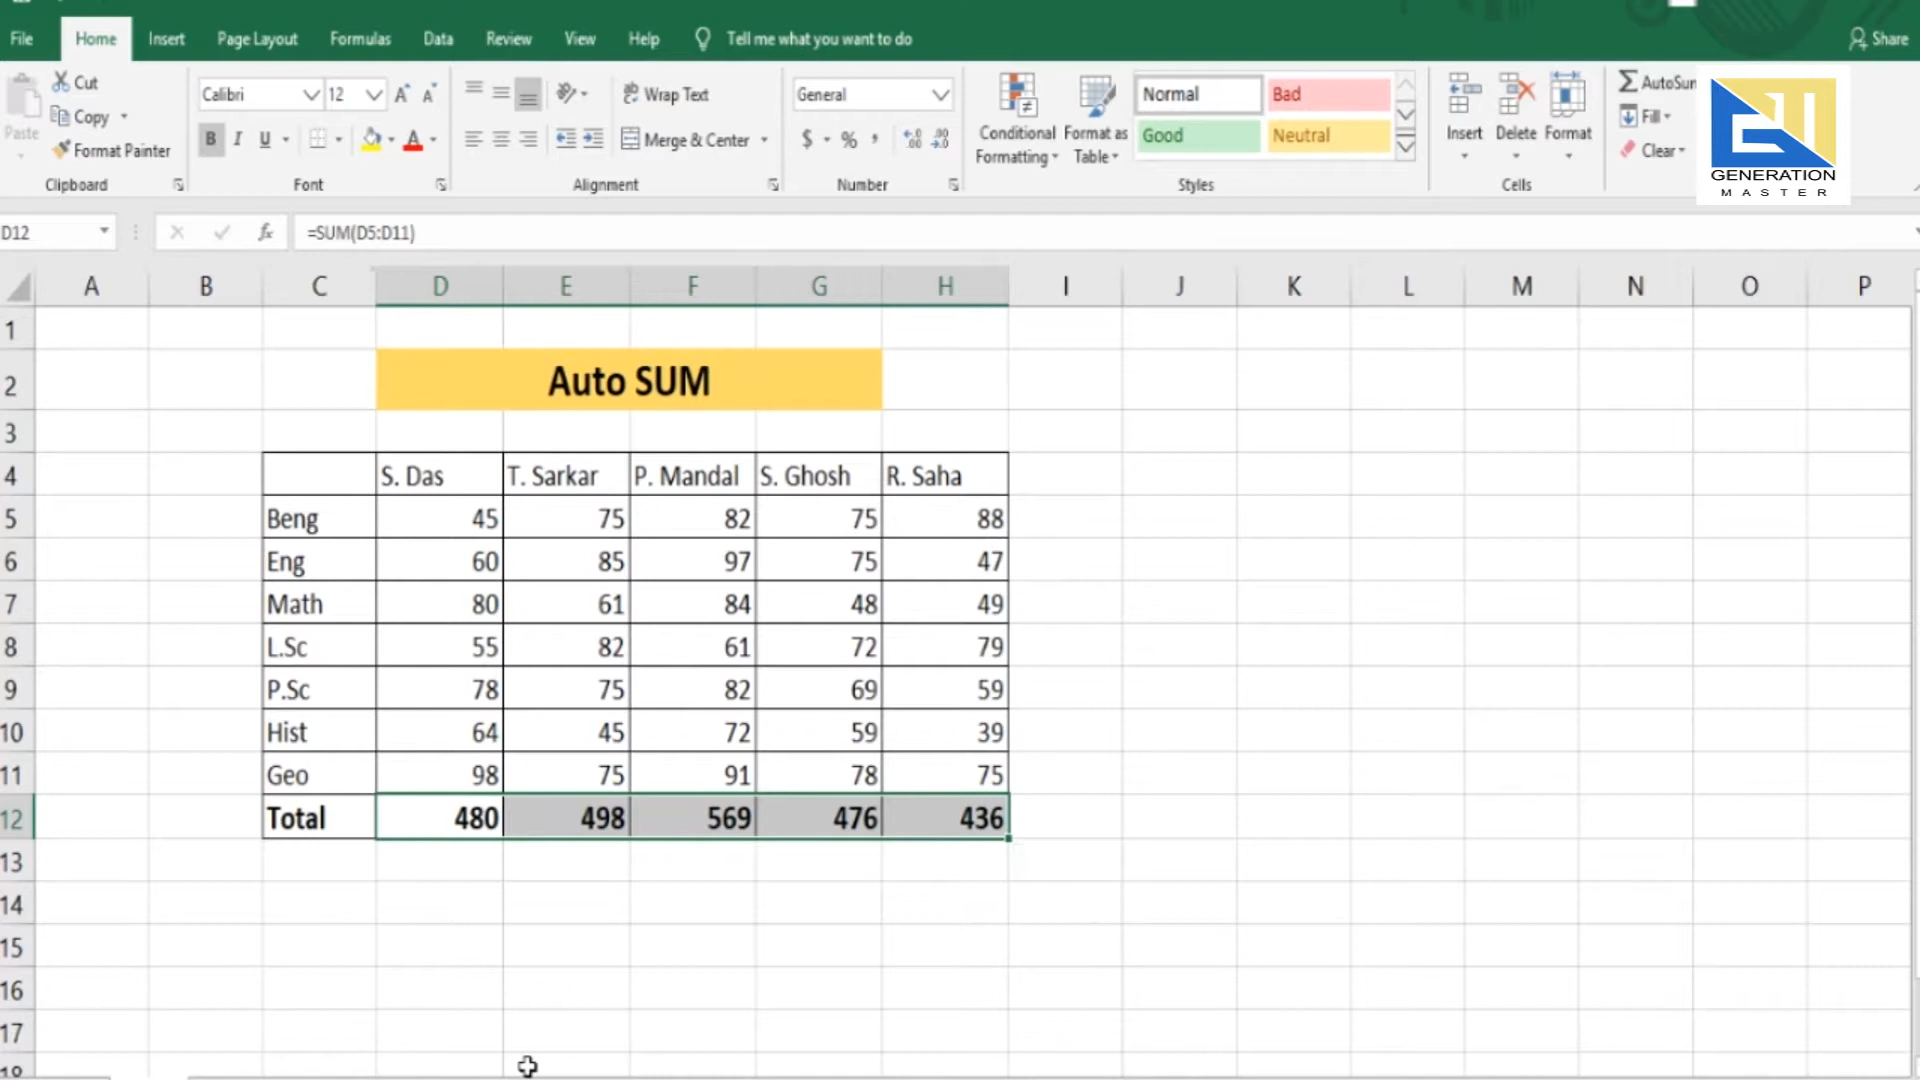 File Home Insert Page Layout Formulas Data Review View Help Tell me what you want to do Share
Cut
Copy
Format Painter
Paste
Clipboard
Calibri 12
B I U
Font
Wrap Text
Merge & Center
Alignment
General
$ % ,
Number
Conditional Formatting
Format as Table
Normal Bad
Good Neutral
Styles
Insert Delete Format
Cells
AutoSum
Fill
Clear
GENERATION
MASTER
D12 fx =SUM(D5:D11)
A B C D E F G H I J K L M N O P
1
2 Auto SUM
3
4 S. Das T. Sarkar P. Mandal S. Ghosh R. Saha
5 Beng 45 75 82 75 88
6 Eng 60 85 97 75 47
7 Math 80 61 84 48 49
8 L.Sc 55 82 61 72 79
9 P.Sc 78 75 82 69 59
10 Hist 64 45 72 59 39
11 Geo 98 75 91 78 75
12 Total 480 498 569 476 436
13
14
15
16
17
18